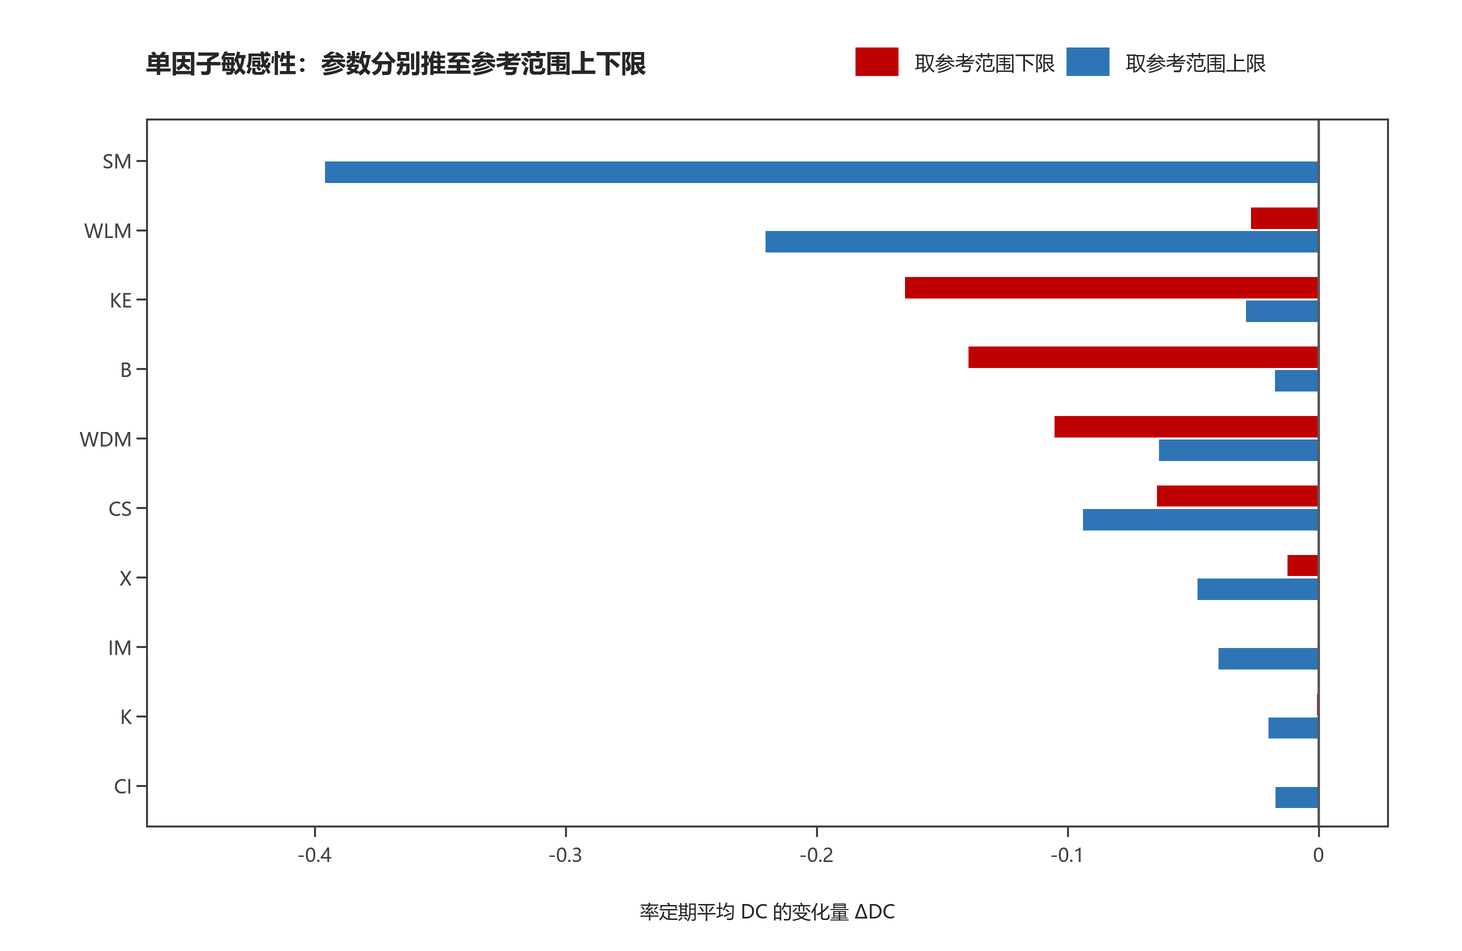 单因子敏感性：参数分别推至参考范围上下限
取参考范围下限 取参考范围上限
SM
WLM
KE
B
WDM
CS
X
IM
K
CI
-0.4 -0.3 -0.2 -0.1 0
率定期平均 DC 的变化量 ΔDC